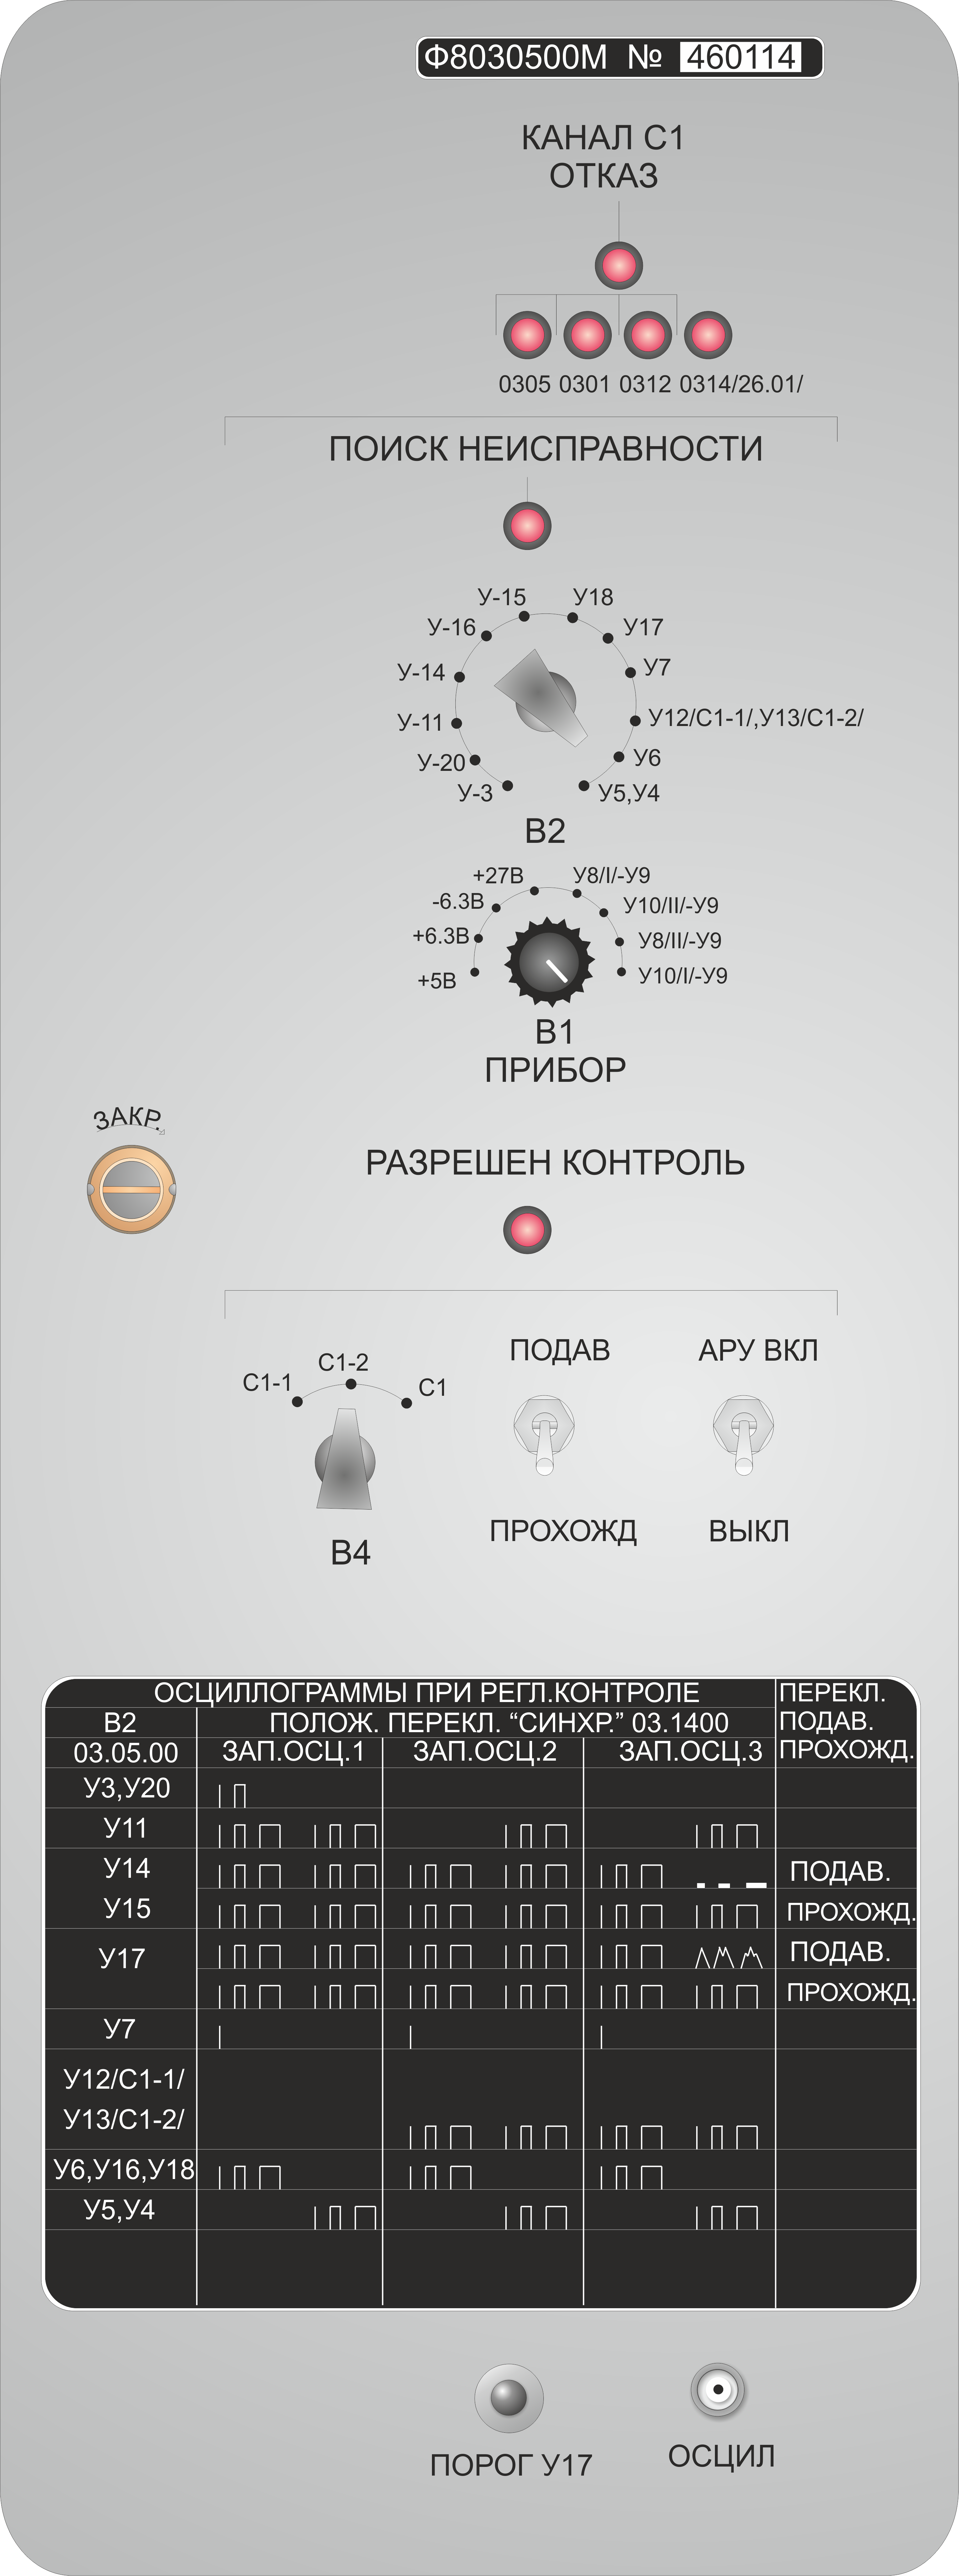 Ф8030500М № 460114
КАНАЛ С1
ОТКАЗ
0305 0301 0312 0314/26.01/
ПОИСК НЕИСПРАВНОСТИ
У-15 У18
У-16 У17
У-14 У7
У-11 У12/С1-1/,У13/С1-2/
У-20 У6
У-3 У5,У4
В2
+27В У8/I/-У9
-6.3В У10/II/-У9
+6.3В У8/II/-У9
+5В У10/I/-У9
В1
ПРИБОР
ЗАКР.
РАЗРЕШЕН КОНТРОЛЬ
ПОДАВ АРУ ВКЛ
С1-1 С1-2 С1
ПРОХОЖД ВЫКЛ
В4
ОСЦИЛЛОГРАММЫ ПРИ РЕГЛ.КОНТРОЛЕ ПЕРЕКЛ.
В2 ПОЛОЖ. ПЕРЕКЛ. “СИНХР.” 03.1400 ПОДАВ.
03.05.00 ЗАП.ОСЦ.1 ЗАП.ОСЦ.2 ЗАП.ОСЦ.3 ПРОХОЖД.
У3,У20
У11
У14 ПОДАВ.
У15 ПРОХОЖД.
У17 ПОДАВ.
ПРОХОЖД.
У7
У12/С1-1/
У13/С1-2/
У6,У16,У18
У5,У4
ПОРОГ У17 ОСЦИЛ